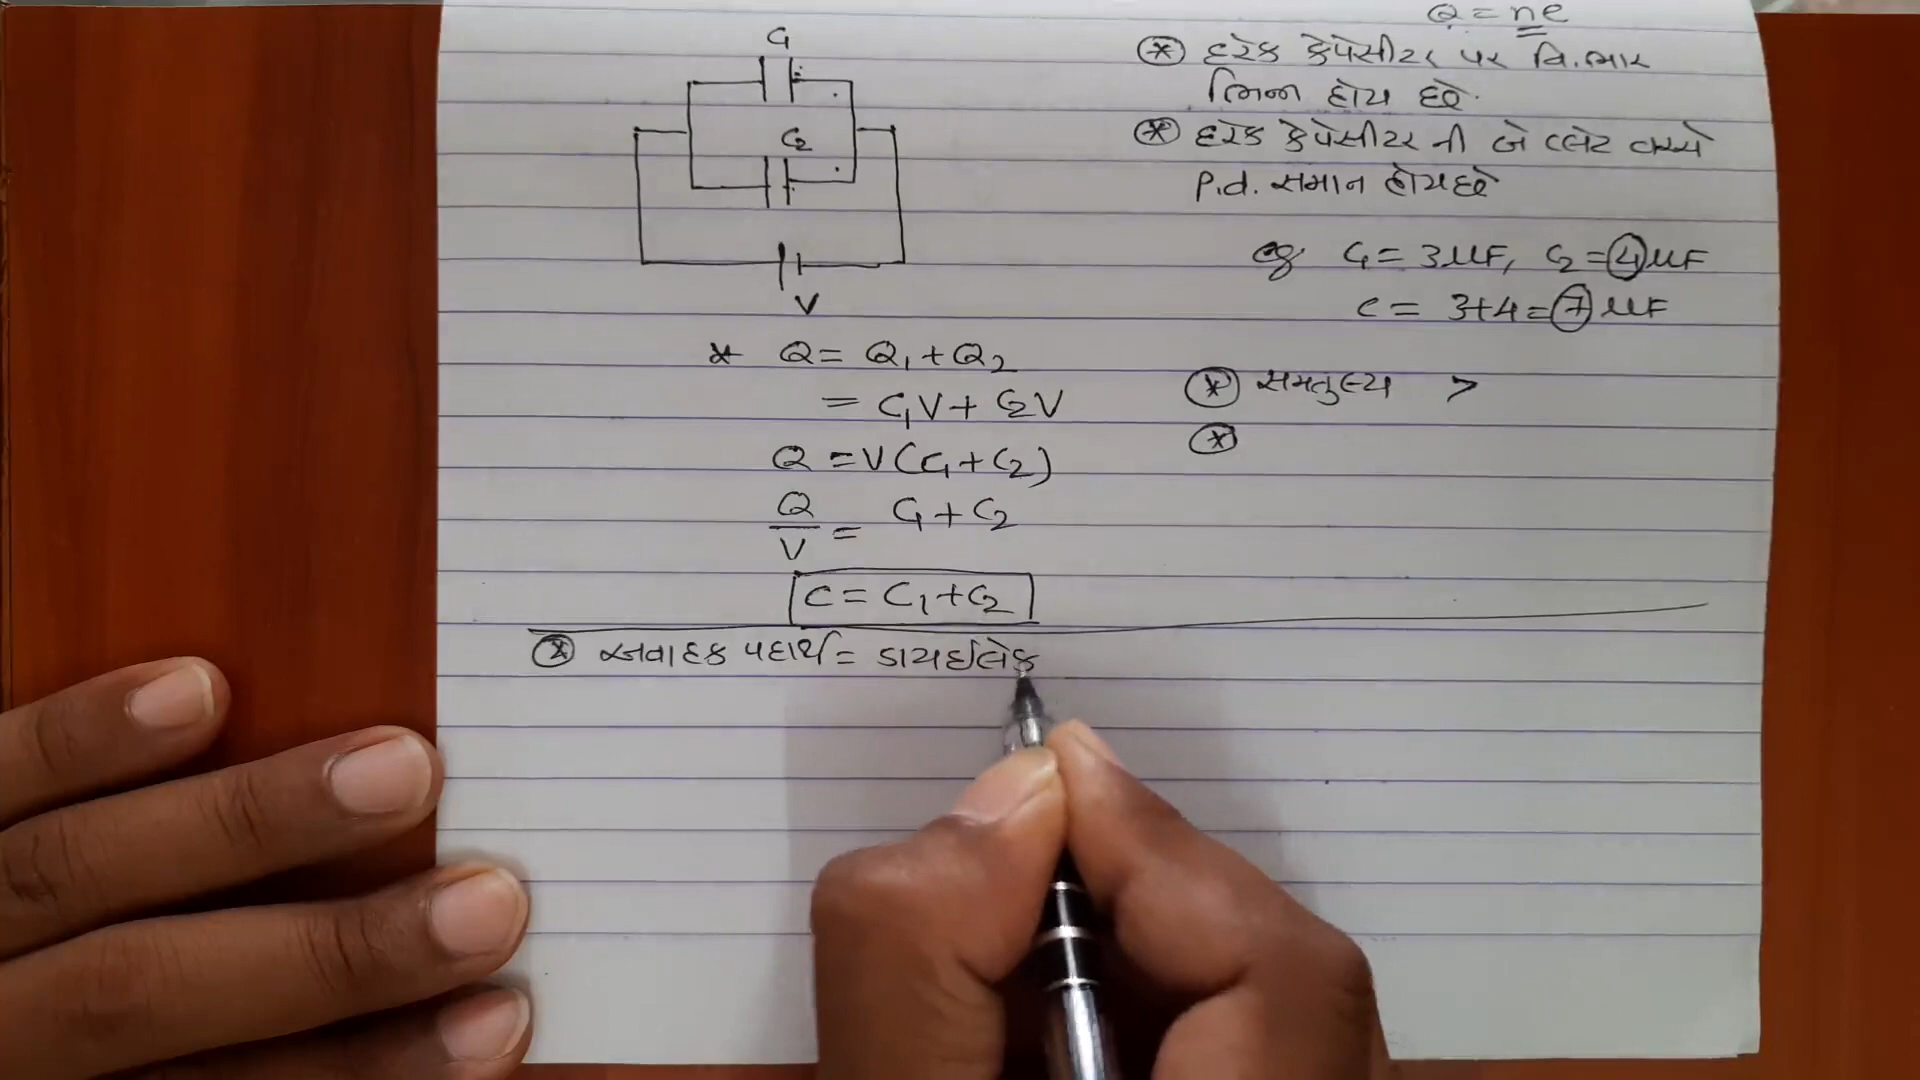 Q = ne
C₁
C₂
V
* Q = Q₁ + Q₂
= C₁V + C₂V
Q = V(C₁ + C₂)
Q/V = C₁ + C₂
C = C₁ + C₂
* દરેક કેપેસીટર પર વિ.ભાર
ભિન્ન હોય છે.
* દરેક કેપેસીટર ની બે પ્લેટ વચ્ચે
P.d. સમાન હોય છે
eg C₁ = 3μF, C₂ = 4μF
C = 3+4 = 7 μF
* સમતુલ્ય >
*
* અવાહક પદાર્થ = ડાયઇલેક